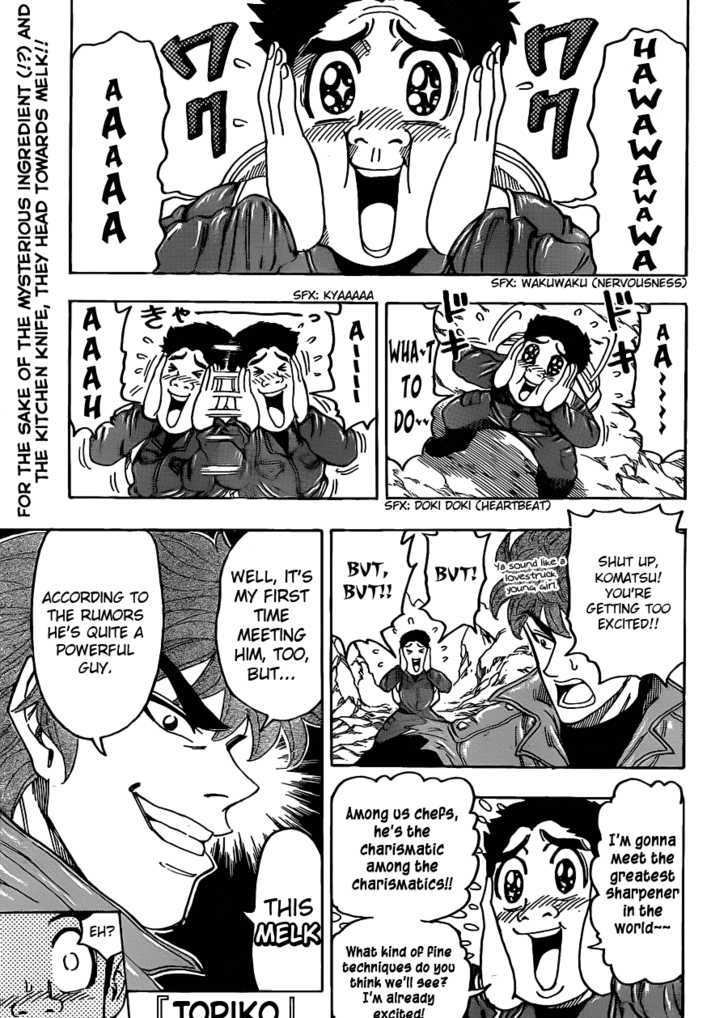 FOR THE SAKE OF THE MYSTERIOUS INGREDIENT (!?) AND
THE KITCHEN KNIFE, THEY HEAD TOWARDS MELK!!
HAWAWAWAWAWA
ワク
ワク
AAAAA
SFX: WAKUWAKU (NERVOUSNESS)
AA~~~~~
ドキ
ドキ
WHA~T
TO
DO~~
SFX: DOKI DOKI (HEARTBEAT)
SFX: KYAAAAA
AIIII
きゃ
AAAAH
SHUT UP,
KOMATSU!
YOU'RE
GETTING TOO
EXCITED!!
Ya sound like a
lovestruck
young girl.
BUT!
BUT,
BUT!!
WELL, IT'S
MY FIRST
TIME
MEETING
HIM, TOO,
BUT...
ACCORDING
TO THE RUMORS
HE'S QUITE A
POWERFUL
GUY.
I'm gonna
meet the
greatest
sharpener
in the
world~~
Among us chefs,
he's the
charismatic
among the
charismatics!!
What kind of fine
techniques do you
think we'll see?
I'm already
excited!
THIS
MELK
EH?
『TORIKO』